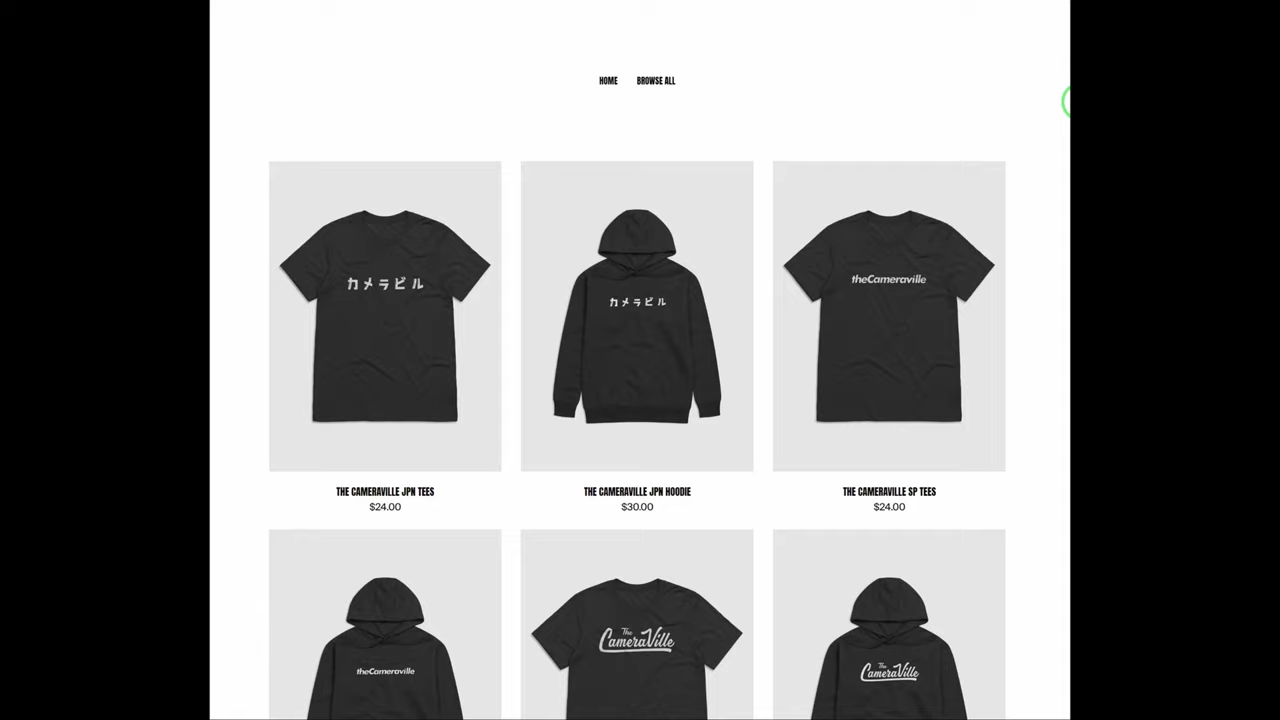 HOME BROWSE ALL
カメラビル
カメラビル
theCameraville
THE CAMERAVILLE JPN TEES
$24.00
THE CAMERAVILLE JPN HOODIE
$30.00
THE CAMERAVILLE SP TEES
$24.00
theCameraville
The
CameraVille
The
CameraVille